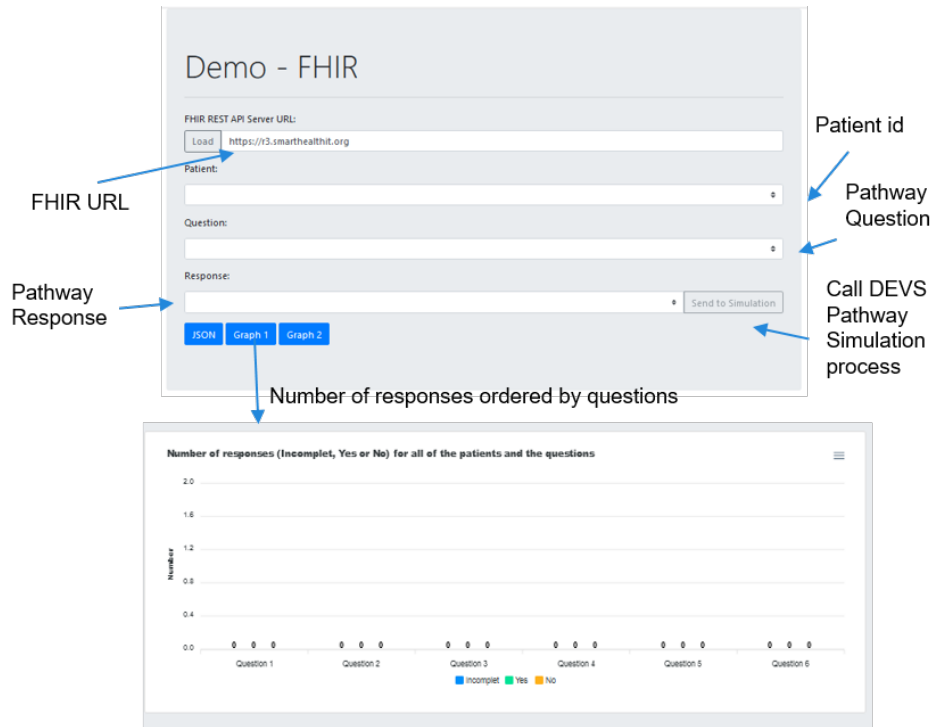 Demo - FHIR
FHIR REST API Server URL:
Load https://r3.smarthealthit.org
Patient:
Question:
Response:
Send to Simulation
JSON Graph 1 Graph 2
FHIR URL
Pathway
Response
Patient id
Pathway
Question
Call DEVS
Pathway
Simulation
process
Number of responses ordered by questions
Number of responses (Incomplet, Yes or No) for all of the patients and the questions
Number
2.0
1.6
1.2
0.8
0.4
0.0
0 0 0 0 0 0 0 0 0 0 0 0 0 0 0 0 0 0
Question 1 Question 2 Question 3 Question 4 Question 5 Question 6
Incomplet Yes No